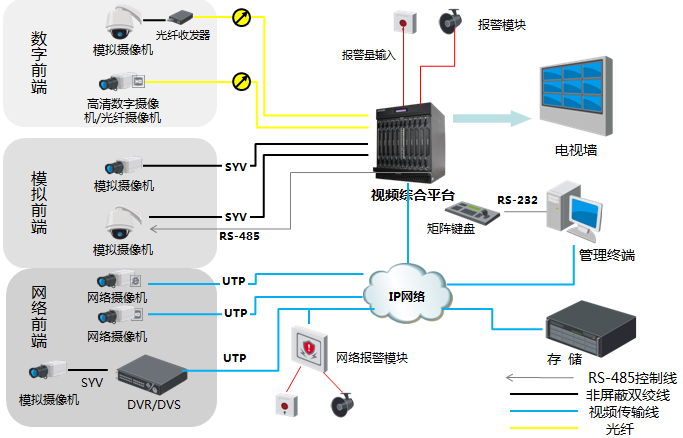 数字前端
模拟摄像机
光纤收发器
高清数字摄像
机/光纤摄像机
报警量输入
报警模块
视频综合平台
电视墙
模拟前端
模拟摄像机
SYV
模拟摄像机
SYV
RS-485
矩阵键盘
RS-232
管理终端
网络前端
网络摄像机
UTP
网络摄像机
UTP
IP网络
模拟摄像机
SYV
DVR/DVS
UTP
网络报警模块
存 储
RS-485控制线
非屏蔽双绞线
视频传输线
光纤